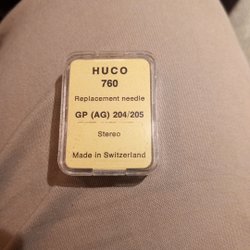 HUCO
760
Replacement needle
GP (AG) 204/205
Stereo
Made in Switzerland